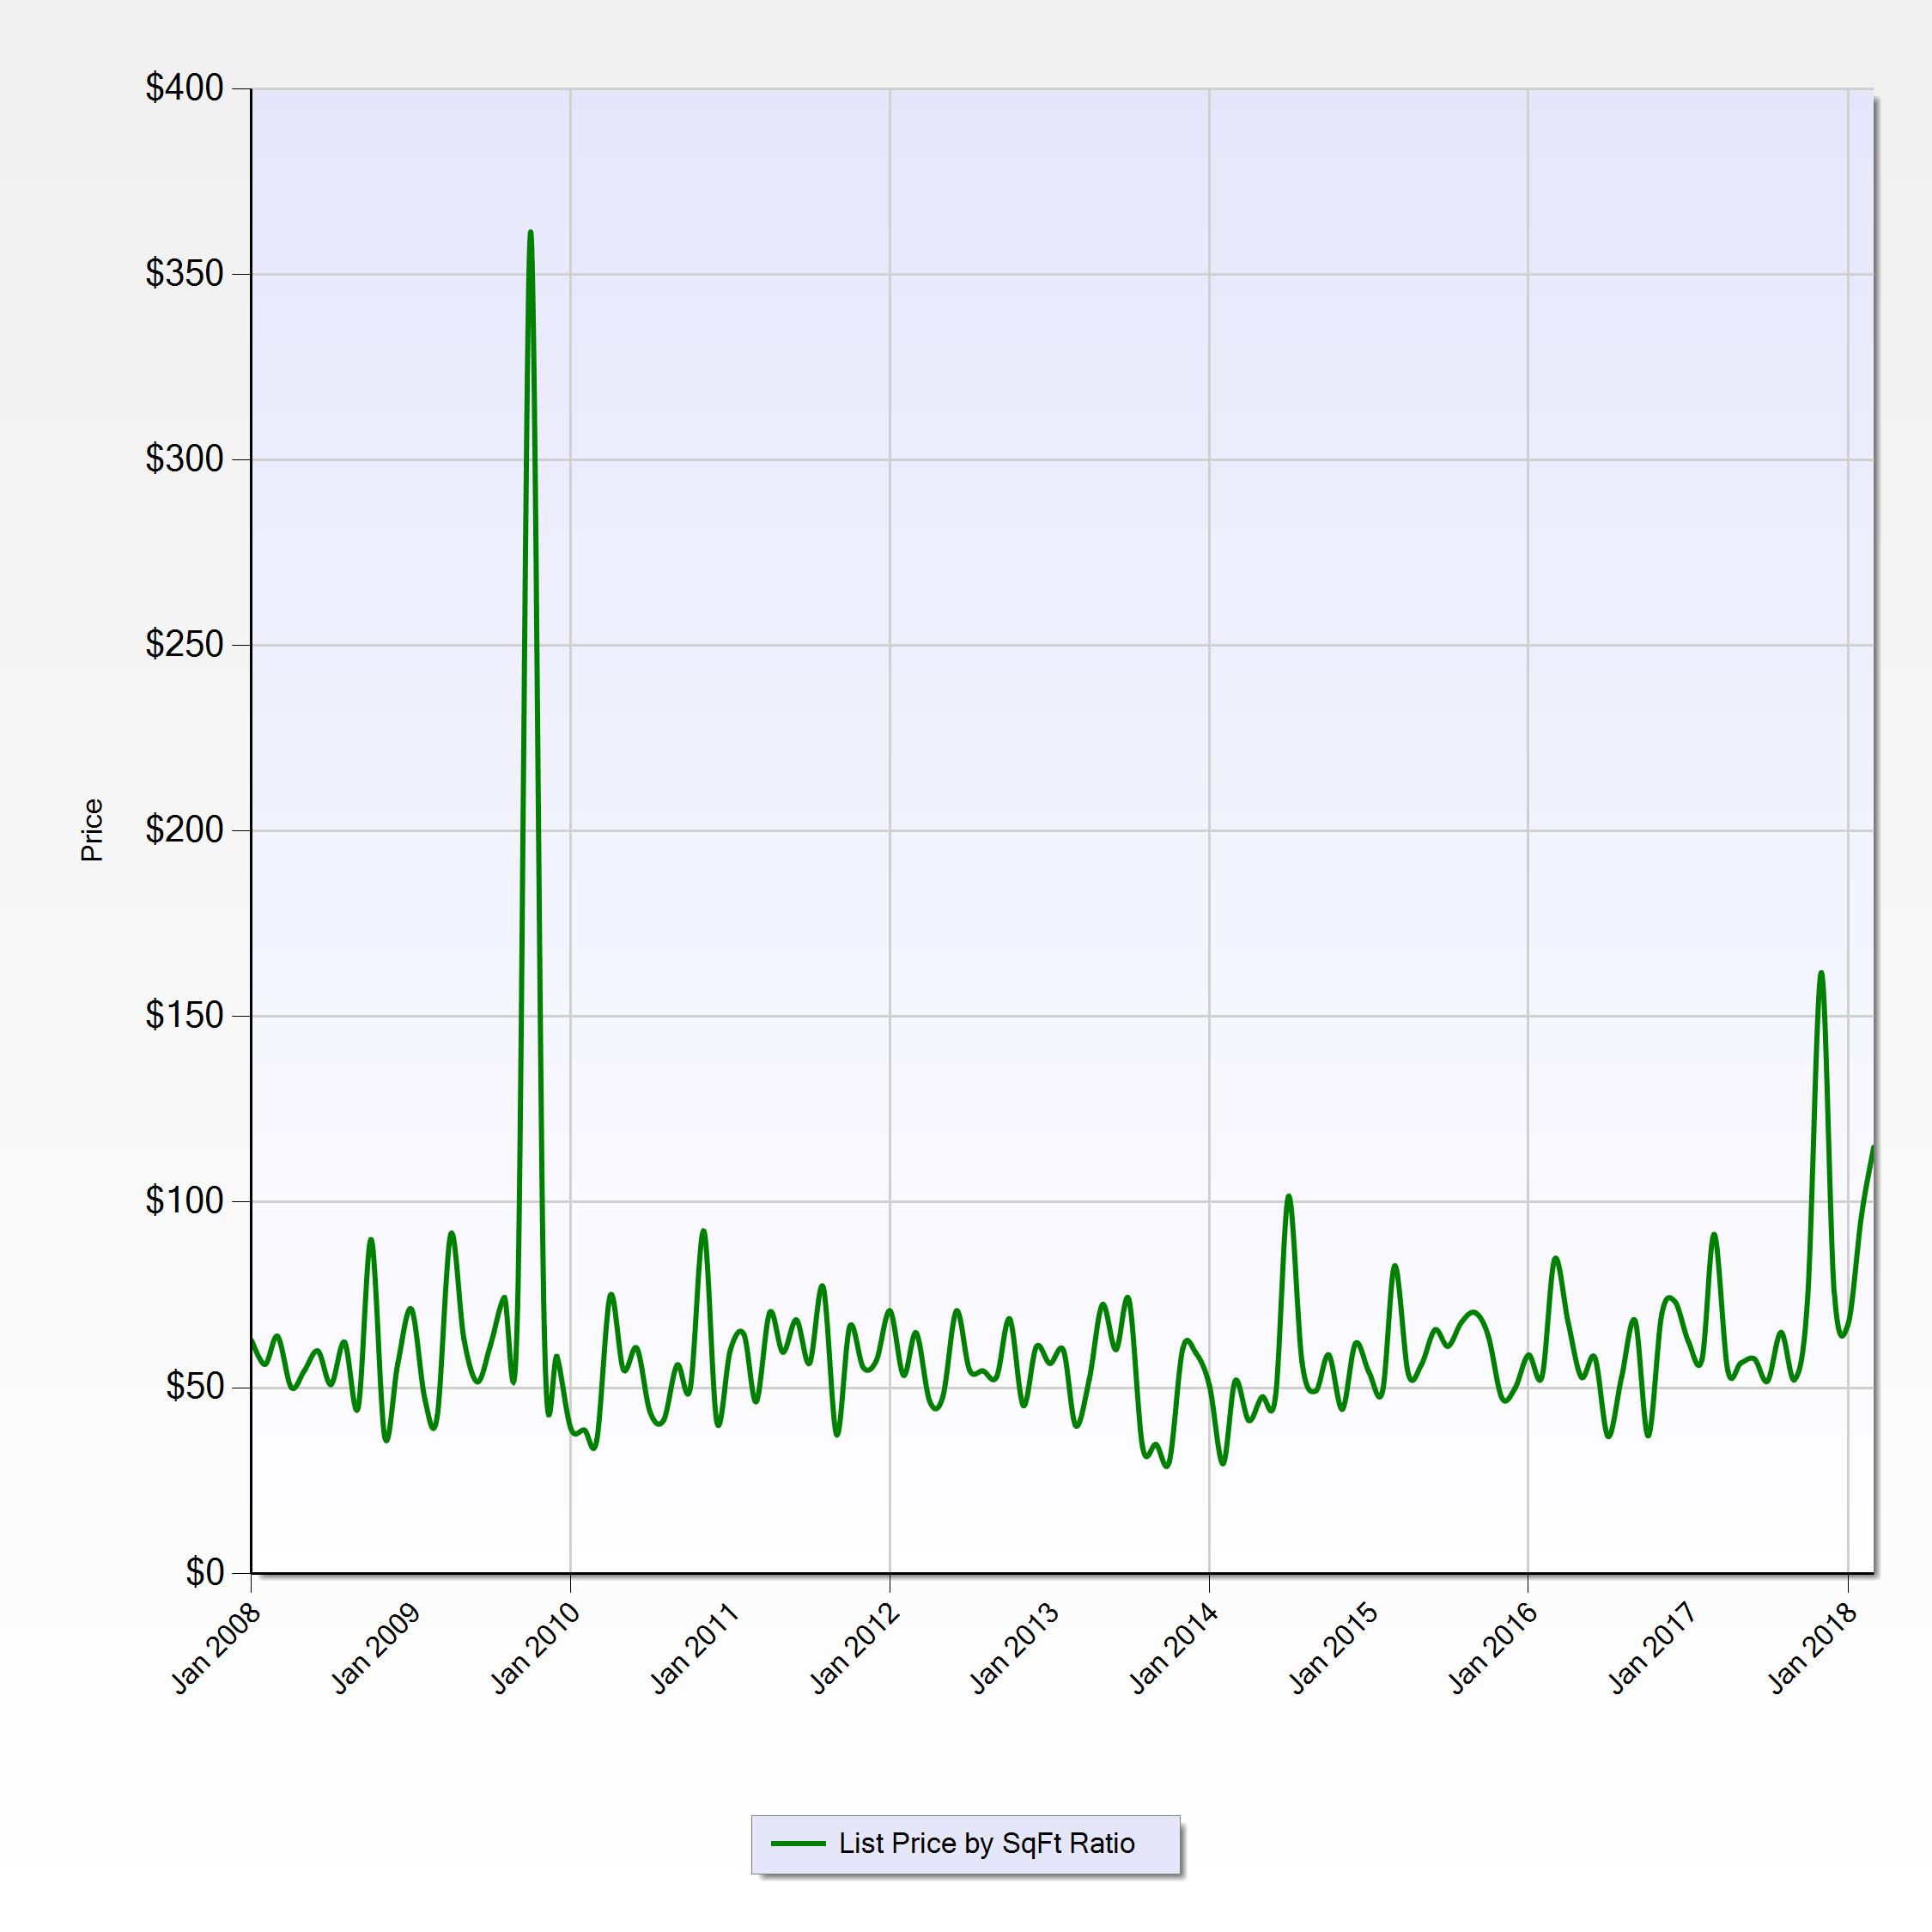 $400
$350
$300
$250
$200
$150
$100
$50
$0
Price
Jan 2008
Jan 2009
Jan 2010
Jan 2011
Jan 2012
Jan 2013
Jan 2014
Jan 2015
Jan 2016
Jan 2017
Jan 2018
List Price by SqFt Ratio